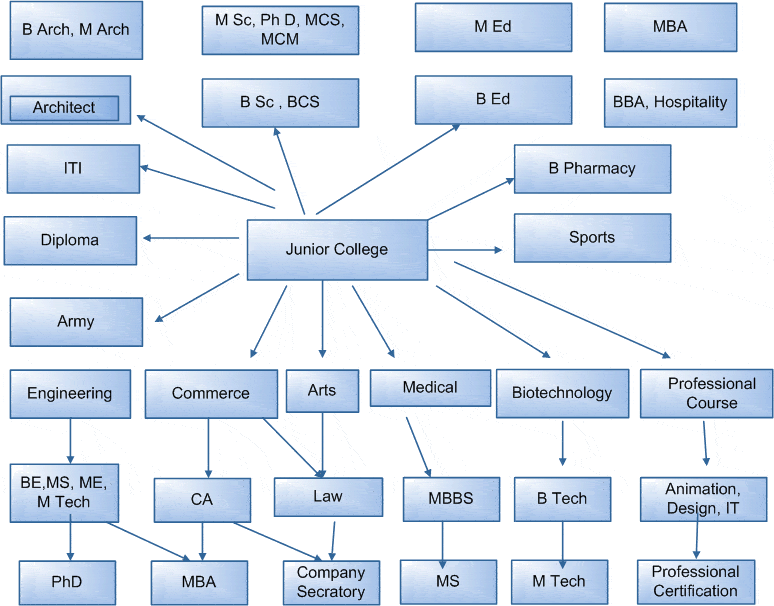 B Arch, M Arch
M Sc, Ph D, MCS,
MCM
M Ed
MBA
Architect
B Sc , BCS
B Ed
BBA, Hospitality
ITI
B Pharmacy
Diploma
Junior College
Sports
Army
Engineering
Commerce
Arts
Medical
Biotechnology
Professional
Course
BE,MS, ME,
M Tech
CA
Law
MBBS
B Tech
Animation,
Design, IT
PhD
MBA
Company
Secratory
MS
M Tech
Professional
Certification